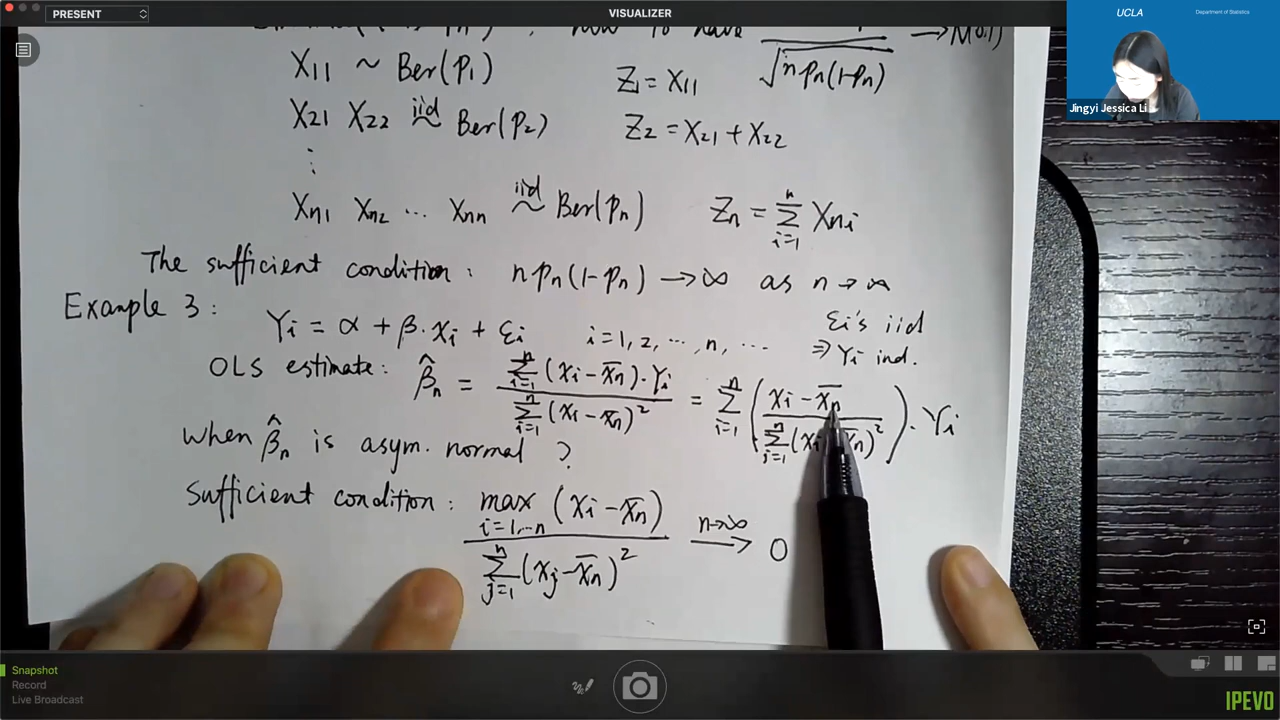 PRESENT
VISUALIZER
UCLA
Department of Statistics
Jingyi Jessica Li
how to have → N(0,1)
√n pn(1-pn)
X11 ~ Ber(p1)
Z1 = X11
X21 X22 iid ~ Ber(p2)
Z2 = X21 + X22
⋮
Xn1 Xn2 ... Xnn iid ~ Ber(pn)
Zn = Σ_{i=1}^{n} Xni
The sufficient condition : n pn(1-pn) → ∞ as n → ∞
Example 3 :
Yi = α + β·xi + εi i=1, 2, ..., n, ...
εi's iid
⇒ Yi ind.
OLS estimate : β̂n = Σ_{i=1}^{n} (xi - x̄n)·Yi / Σ_{i=1}^{n} (xi - x̄n)² = Σ_{i=1}^{n} ( (xi - x̄n) / Σ_{j=1}^{n} (xj - x̄n)² )·Yi
When β̂n is asym. normal ?
Sufficient condition : max_{i=1,...n} (xi - x̄n) / Σ_{j=1}^{n} (xj - x̄n)² → n→∞ 0
Snapshot
Record
Live Broadcast
IPEVO